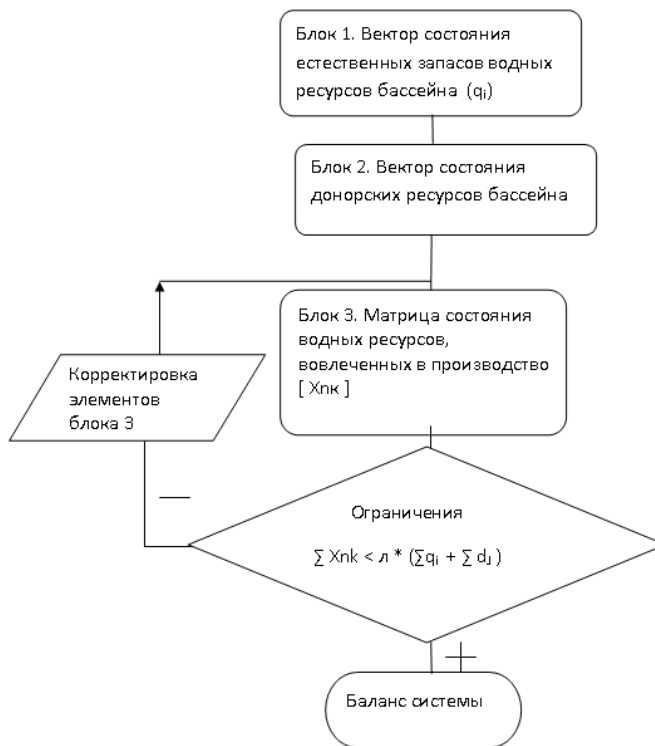 Блок 1. Вектор состояния
естественных запасов водных
ресурсов бассейна (qi)
Блок 2. Вектор состояния
донорских ресурсов бассейна
Блок 3. Матрица состояния
водных ресурсов,
вовлеченных в производство
[ Xnк ]
Корректировка
элементов
блока 3
—
Ограничения
∑ Xnk < л * (∑qi + ∑ dJ )
+
Баланс системы